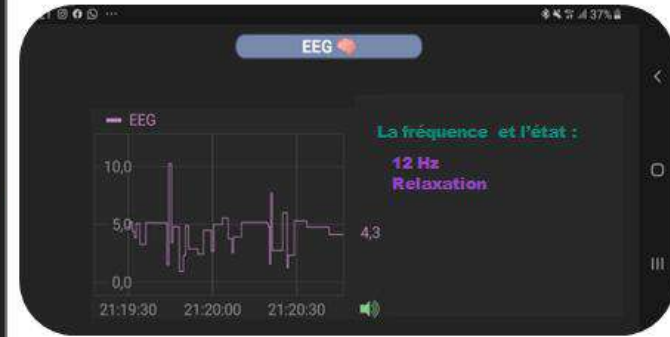 37%
EEG
EEG
La fréquence et l'état :
12 Hz
Relaxation
10,0
5,0
4,3
0,0
21:19:30 21:20:00 21:20:30